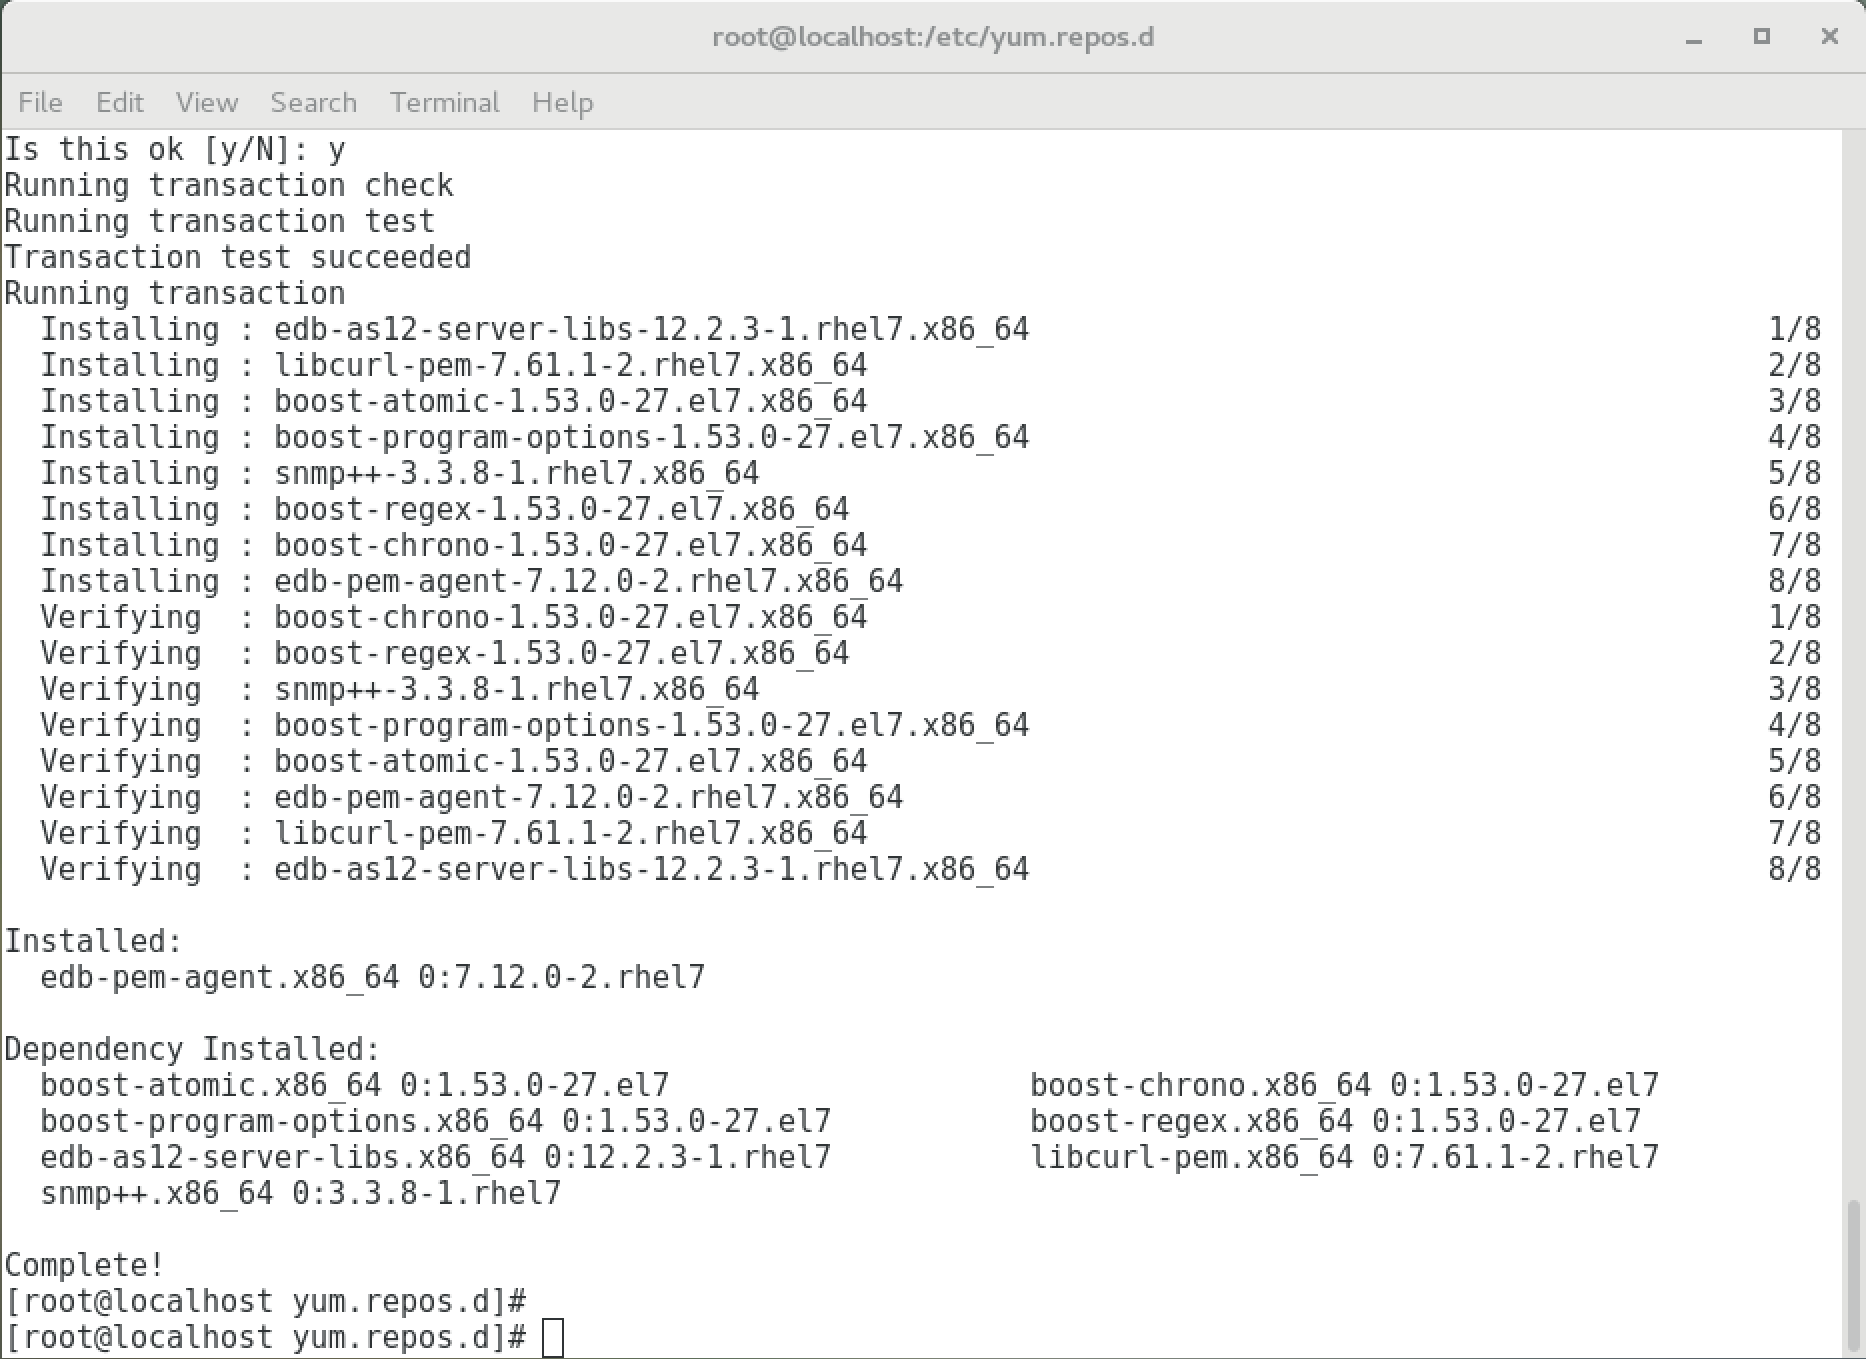 root@localhost:/etc/yum.repos.d
File Edit View Search Terminal Help
Is this ok [y/N]: y
Running transaction check
Running transaction test
Transaction test succeeded
Running transaction
  Installing : edb-as12-server-libs-12.2.3-1.rhel7.x86_64 1/8
  Installing : libcurl-pem-7.61.1-2.rhel7.x86_64 2/8
  Installing : boost-atomic-1.53.0-27.el7.x86_64 3/8
  Installing : boost-program-options-1.53.0-27.el7.x86_64 4/8
  Installing : snmp++-3.3.8-1.rhel7.x86_64 5/8
  Installing : boost-regex-1.53.0-27.el7.x86_64 6/8
  Installing : boost-chrono-1.53.0-27.el7.x86_64 7/8
  Installing : edb-pem-agent-7.12.0-2.rhel7.x86_64 8/8
  Verifying  : boost-chrono-1.53.0-27.el7.x86_64 1/8
  Verifying  : boost-regex-1.53.0-27.el7.x86_64 2/8
  Verifying  : snmp++-3.3.8-1.rhel7.x86_64 3/8
  Verifying  : boost-program-options-1.53.0-27.el7.x86_64 4/8
  Verifying  : boost-atomic-1.53.0-27.el7.x86_64 5/8
  Verifying  : edb-pem-agent-7.12.0-2.rhel7.x86_64 6/8
  Verifying  : libcurl-pem-7.61.1-2.rhel7.x86_64 7/8
  Verifying  : edb-as12-server-libs-12.2.3-1.rhel7.x86_64 8/8
Installed:
  edb-pem-agent.x86_64 0:7.12.0-2.rhel7
Dependency Installed:
  boost-atomic.x86_64 0:1.53.0-27.el7 boost-chrono.x86_64 0:1.53.0-27.el7
  boost-program-options.x86_64 0:1.53.0-27.el7 boost-regex.x86_64 0:1.53.0-27.el7
  edb-as12-server-libs.x86_64 0:12.2.3-1.rhel7 libcurl-pem.x86_64 0:7.61.1-2.rhel7
  snmp++.x86_64 0:3.3.8-1.rhel7
Complete!
[root@localhost yum.repos.d]#
[root@localhost yum.repos.d]#